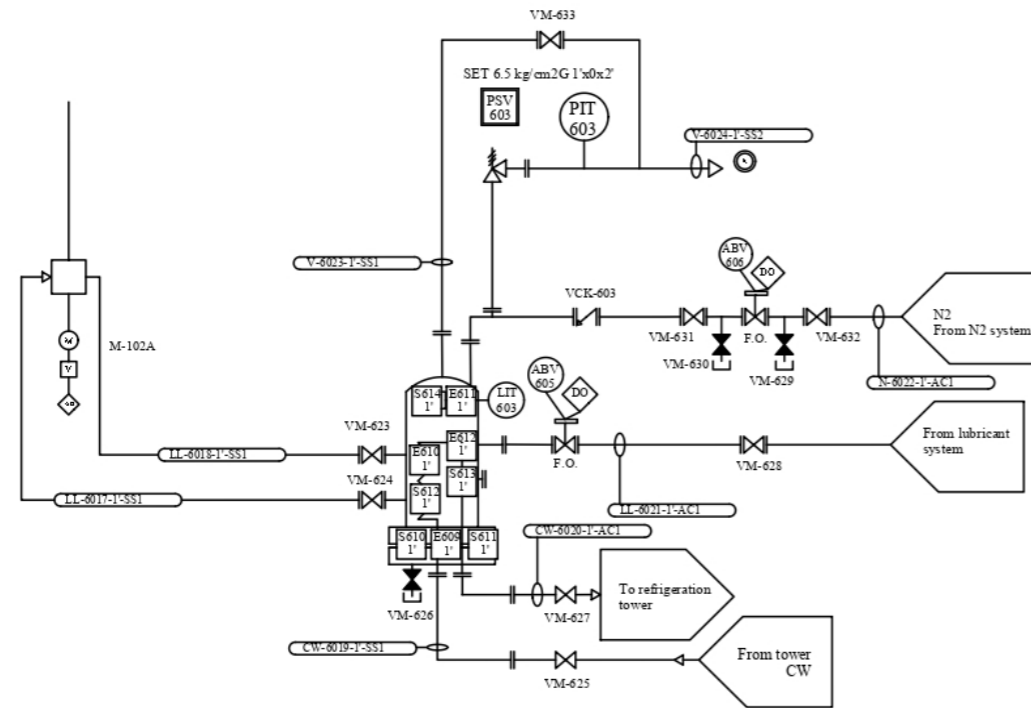 VM-633
SET 6.5 kg/cm2G 1'x0x2'
PSV
603
PIT
603
V-6024-1'-SS2
V-6023-1'-SS1
ABV
606
DO
VCK-603
N2
From N2 system
VM-631
F.O.
VM-632
VM-630
VM-629
N-6022-1'-AC1
M
V
M-102A
ABV
605
DO
S614
1'
E611
1'
LIT
603
VM-623
E612
1'
From lubricant
system
LL-6018-1'-SS1
E610
1'
F.O.
VM-628
VM-624
S613
1'
LL-6017-1'-SS1
S612
1'
LL-6021-1'-AC1
CW-6020-1'-AC1
S610
1'
E609
1'
S611
1'
To refrigeration
tower
VM-626
VM-627
CW-6019-1'-SS1
From tower
CW
VM-625